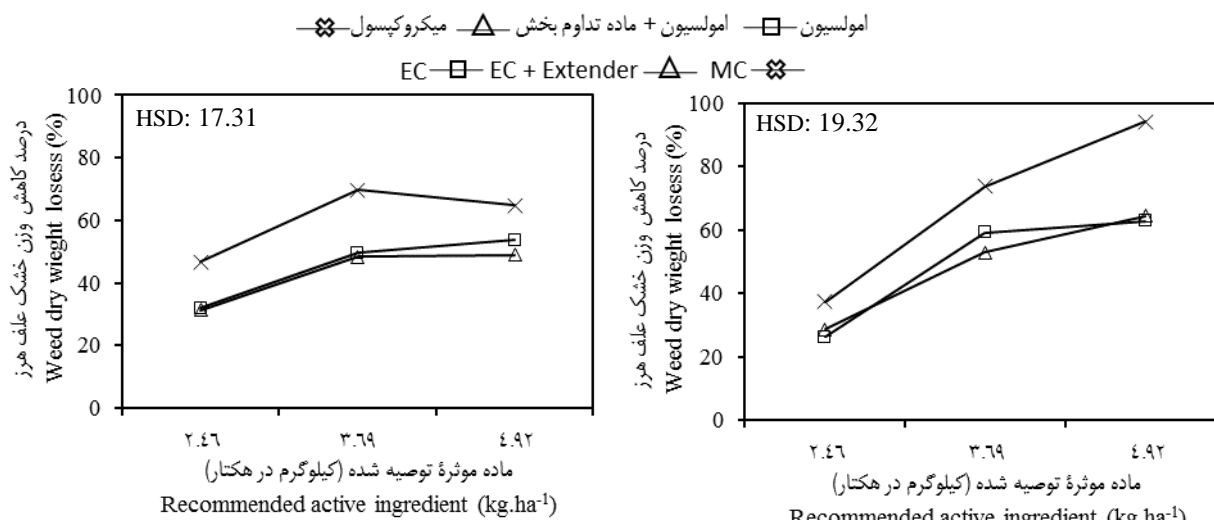 امولسیون امولسیون + ماده تداوم بخش میکروکپسول
EC EC + Extender MC
HSD: 17.31
درصد کاهش وزن خشک علف هرز
Weed dry wieght losess (%)
100
80
60
40
20
0
٢.٤٦ ٣.٦٩ ٤.٩٢
ماده موثرۀ توصیه شده (کیلوگرم در هکتار)
Recommended active ingredient (kg.ha⁻¹)
HSD: 19.32
درصد کاهش وزن خشک علف هرز
Weed dry wieght losess (%)
100
80
60
40
20
0
٢.٤٦ ٣.٦٩ ٤.٩٢
ماده موثرۀ توصیه شده (کیلوگرم در هکتار)
Recommended active ingredient (kg.ha⁻¹)